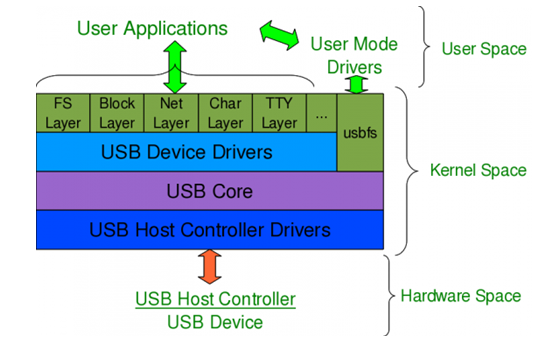 User Applications
User Mode
Drivers
User Space
FS
Layer
Block
Layer
Net
Layer
Char
Layer
TTY
Layer
...
usbfs
USB Device Drivers
USB Core
USB Host Controller Drivers
Kernel Space
USB Host Controller
USB Device
Hardware Space